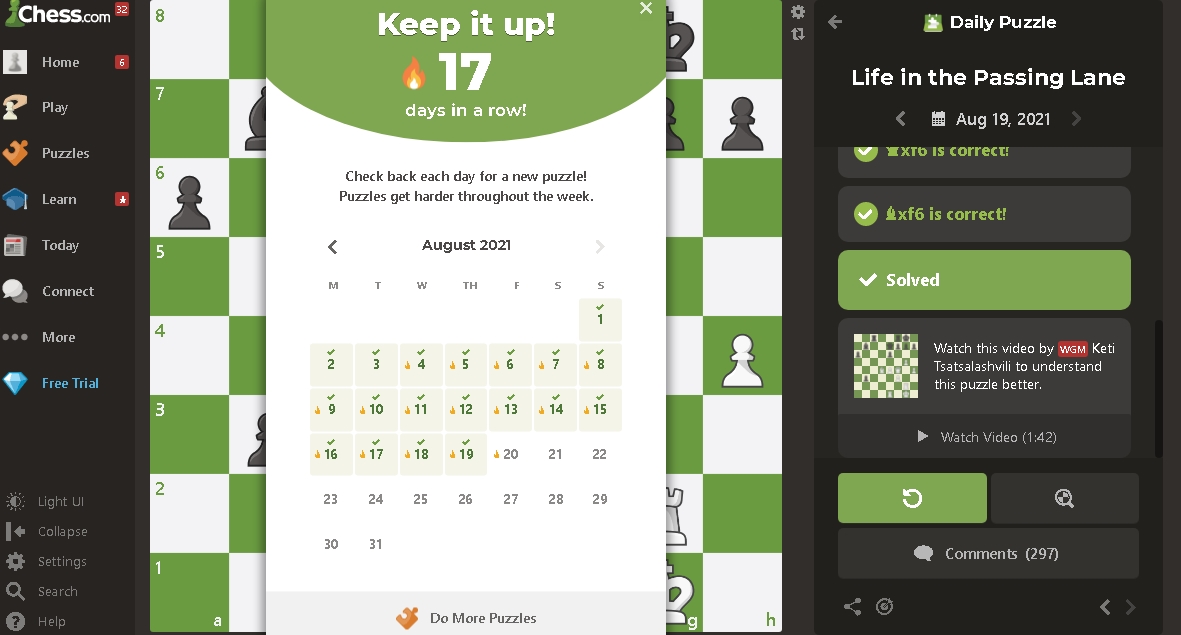 Chess.com 32
Home 6
Play
Puzzles
Learn
Today
Connect
More
Free Trial
Light UI
Collapse
Settings
Search
Help
8
7
6
5
4
3
2
1
a
g
h
Keep it up!
17
days in a row!
Check back each day for a new puzzle!
Puzzles get harder throughout the week.
August 2021
M T W TH F S S
1
2 3 4 5 6 7 8
9 10 11 12 13 14 15
16 17 18 19 20 21 22
23 24 25 26 27 28 29
30 31
Do More Puzzles
Daily Puzzle
Life in the Passing Lane
Aug 19, 2021
xf6 is correct!
xf6 is correct!
Solved
Watch this video by WGM Keti
Tsatsalashvili to understand
this puzzle better.
Watch Video (1:42)
Comments (297)